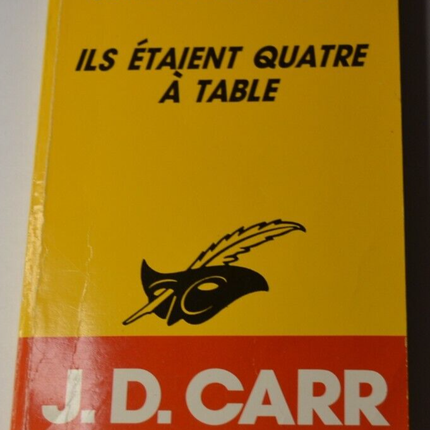 ILS ÉTAIENT QUATRE
À TABLE
J. D. CARR